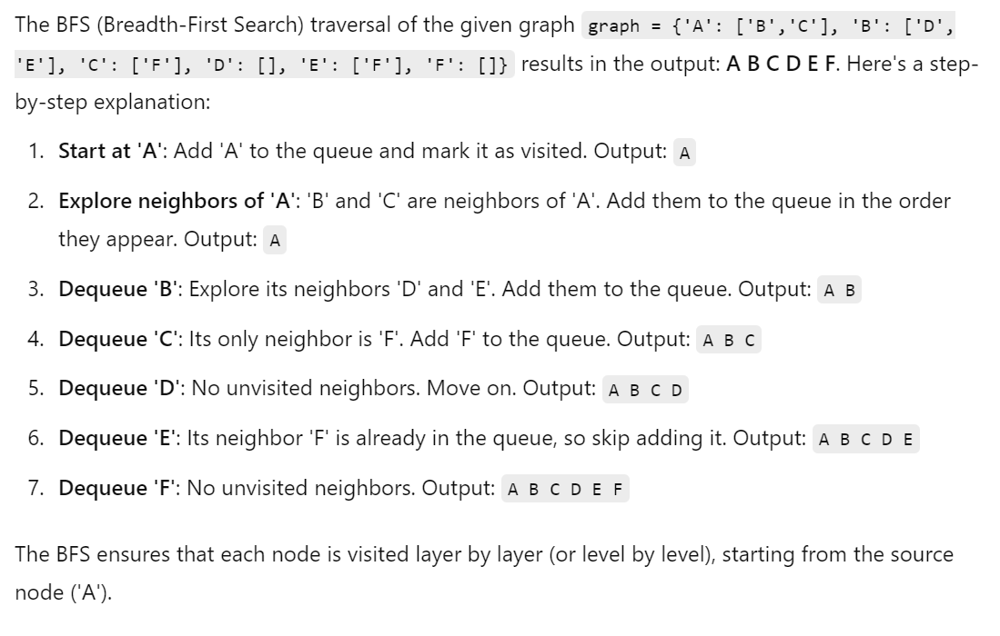 The BFS (Breadth-First Search) traversal of the given graph graph = {'A': ['B','C'], 'B': ['D',
'E'], 'C': ['F'], 'D': [], 'E': ['F'], 'F': []} results in the output: A B C D E F. Here's a step-
by-step explanation:
1. Start at 'A': Add 'A' to the queue and mark it as visited. Output: A
2. Explore neighbors of 'A': 'B' and 'C' are neighbors of 'A'. Add them to the queue in the order
they appear. Output: A
3. Dequeue 'B': Explore its neighbors 'D' and 'E'. Add them to the queue. Output: A B
4. Dequeue 'C': Its only neighbor is 'F'. Add 'F' to the queue. Output: A B C
5. Dequeue 'D': No unvisited neighbors. Move on. Output: A B C D
6. Dequeue 'E': Its neighbor 'F' is already in the queue, so skip adding it. Output: A B C D E
7. Dequeue 'F': No unvisited neighbors. Output: A B C D E F
The BFS ensures that each node is visited layer by layer (or level by level), starting from the source
node ('A').